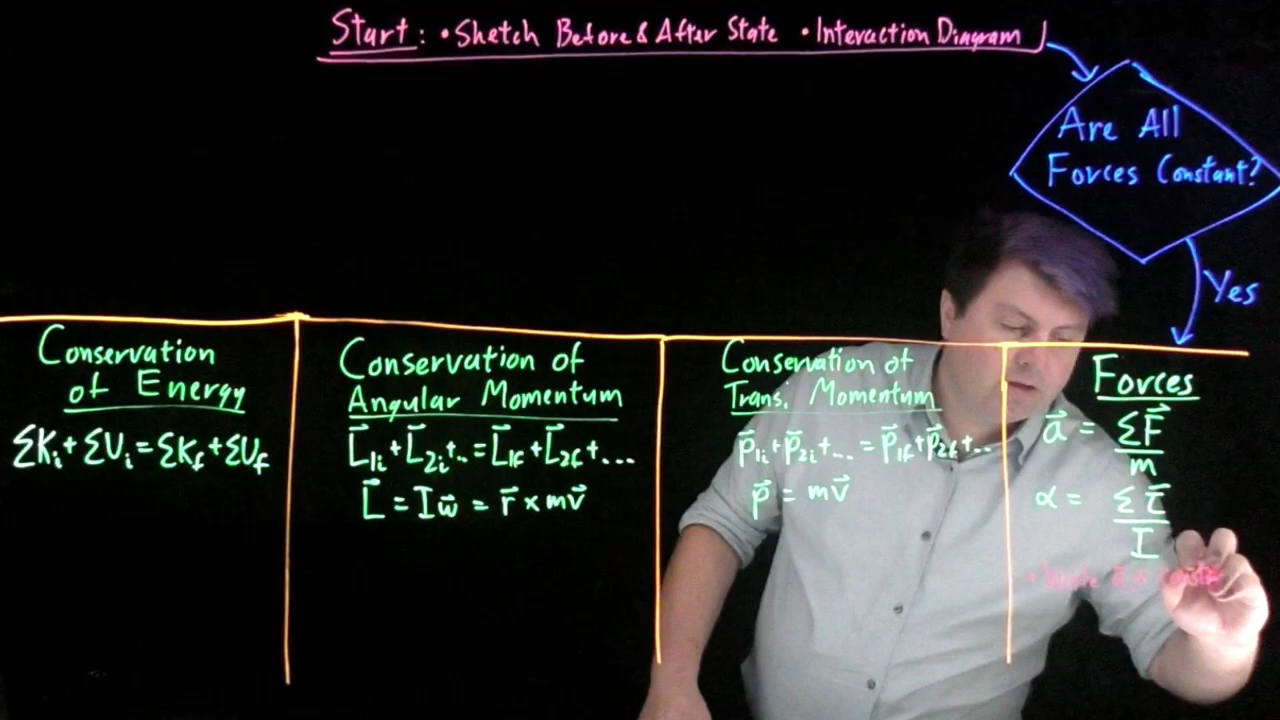 Start: • Sketch Before & After State • Interaction Diagram
Are All
Forces Constant?
Yes
Conservation
of Energy
ΣKᵢ + ΣUᵢ = ΣK_f + ΣU_f
Conservation of
Angular Momentum
L⃗₁ᵢ + L⃗₂ᵢ + .. = L⃗₁f + L⃗₂f + ...
L⃗ = Iω⃗ = r⃗ × mv⃗
Conservation of
Trans. Momentum
p⃗₁ᵢ + p⃗₂ᵢ + ... = p⃗₁f + p⃗₂f + ...
p⃗ = mv⃗
Forces
a⃗ = ΣF⃗ / m
α = Στ⃗ / I